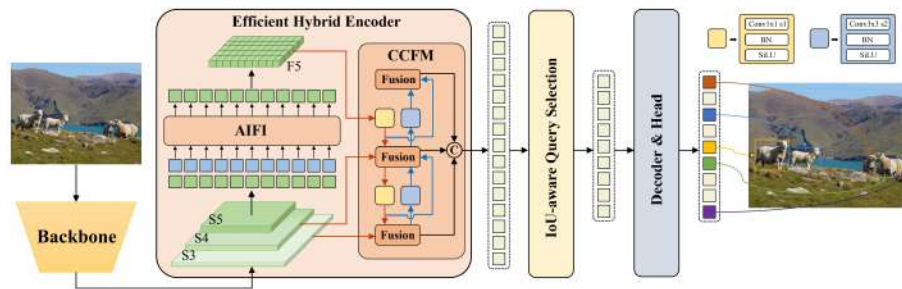 Efficient Hybrid Encoder
F5
CCFM
Fusion
AIFI
Fusion
C
S5
S4
S3
Fusion
Backbone
IoU-aware Query Selection
Decoder & Head
Conv1x1 s1
BN
SiLU
Conv3x3 s2
BN
SiLU